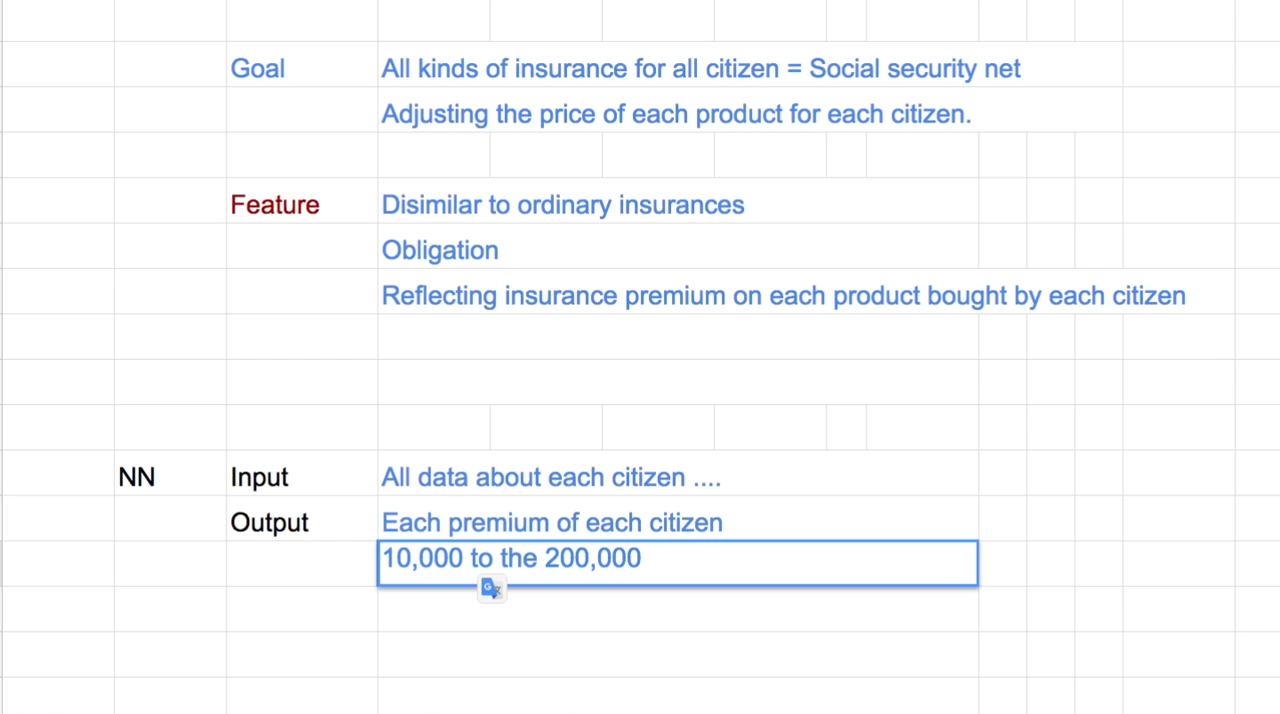 Goal All kinds of insurance for all citizen = Social security net
Adjusting the price of each product for each citizen.
Feature Disimilar to ordinary insurances
Obligation
Reflecting insurance premium on each product bought by each citizen
NN Input All data about each citizen ....
Output Each premium of each citizen
10,000 to the 200,000